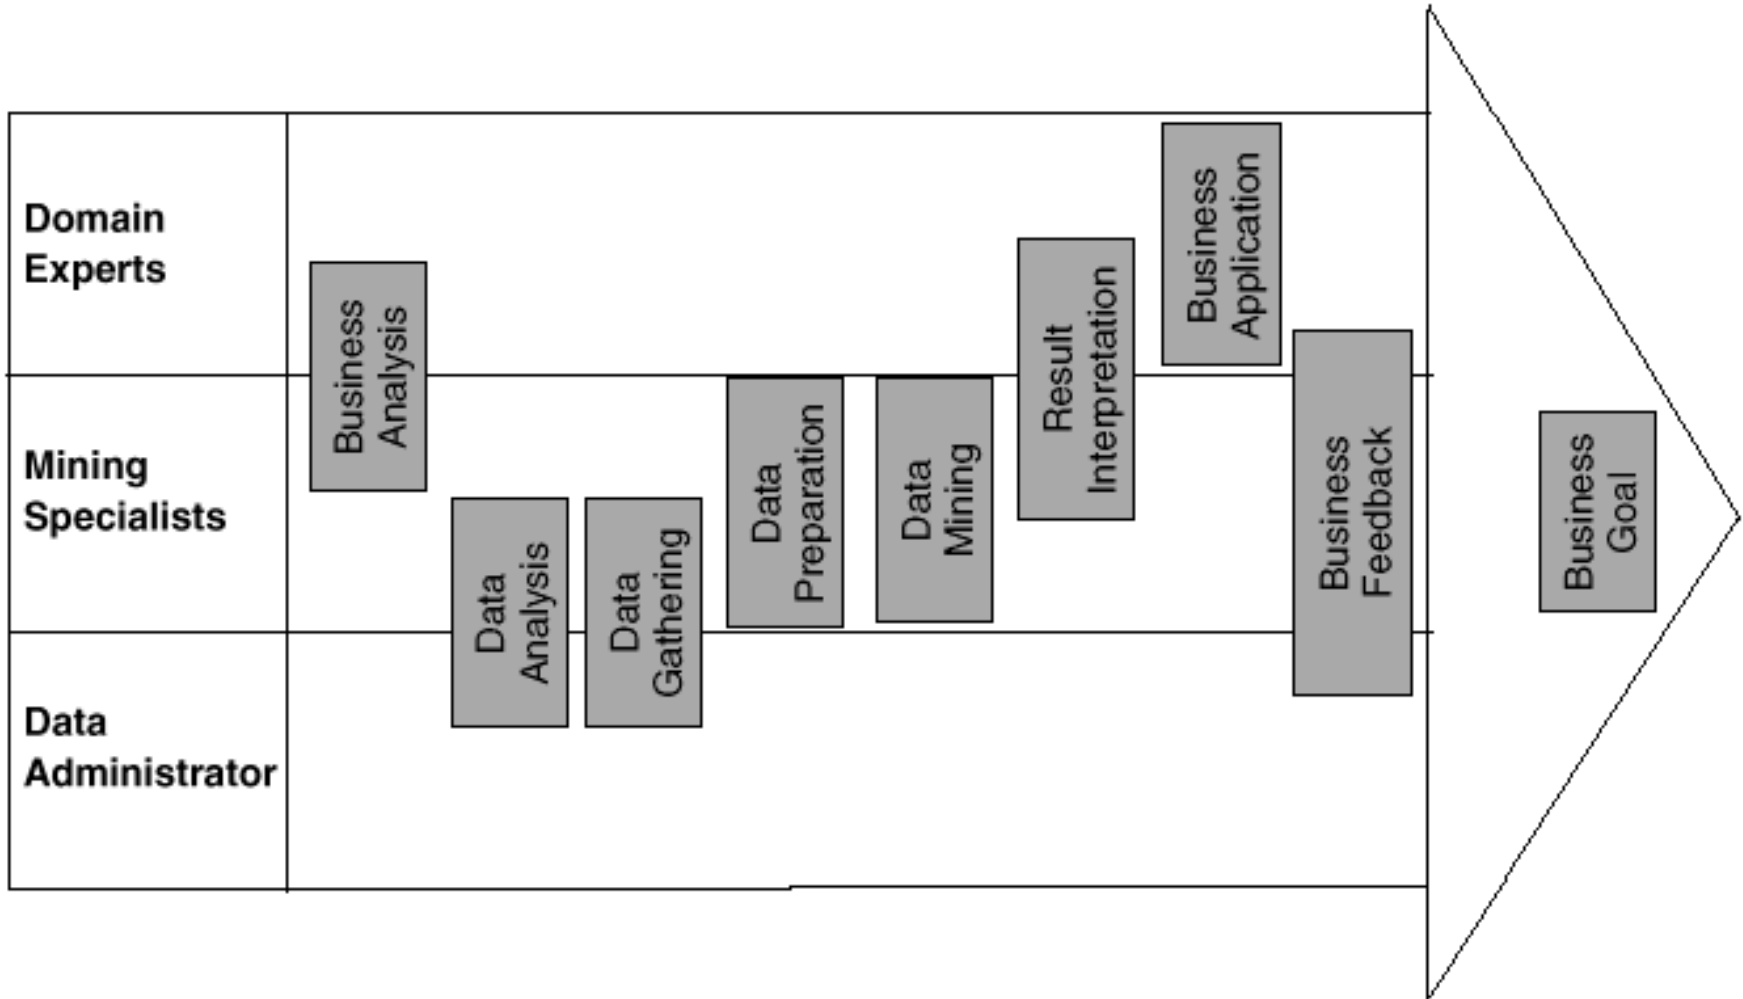 Domain
Experts
Mining
Specialists
Data
Administrator
Business
Analysis
Data
Analysis
Data
Gathering
Data
Preparation
Data
Mining
Result
Interpretation
Business
Application
Business
Feedback
Business
Goal